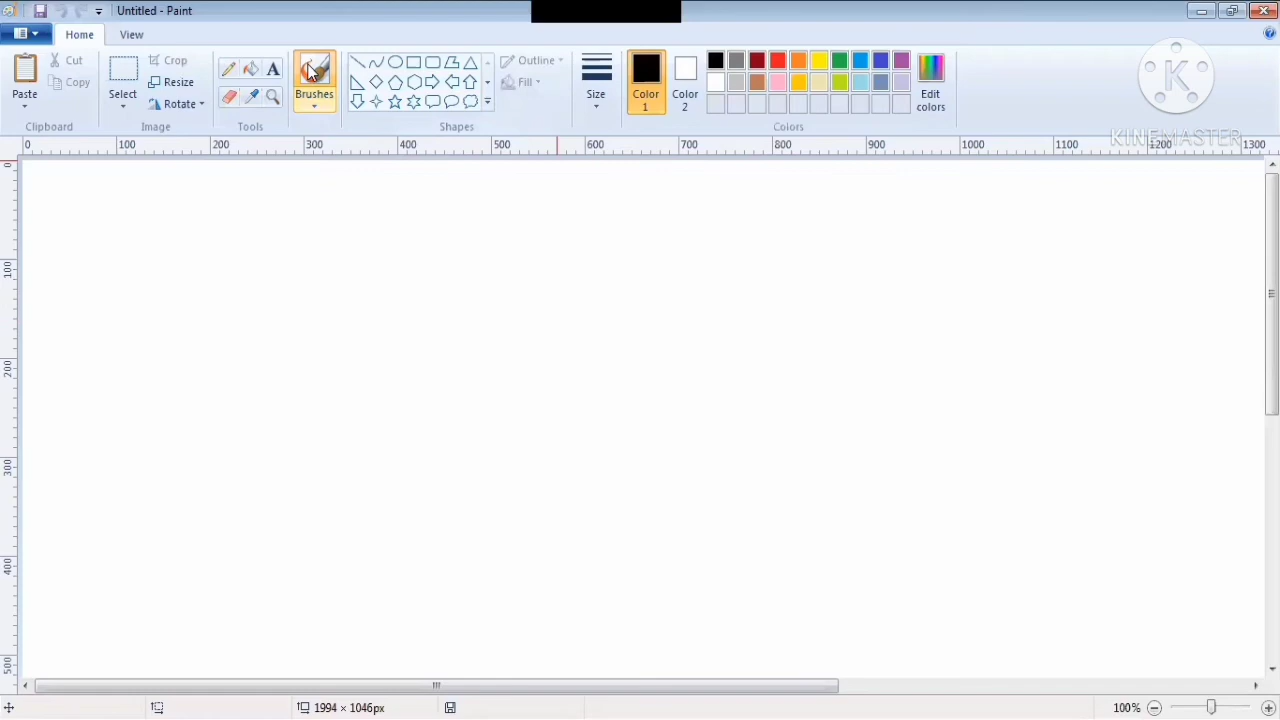 Untitled - Paint
Home View
Paste
Cut
Copy
Clipboard
Select
Crop
Resize
Rotate
Image
A
Tools
Brushes
Shapes
Outline
Fill
Size
Color 1
Color 2
Edit colors
Colors
K
KINEMASTER
0 100 200 300 400 500 600 700 800 900 1000 1100 1200 1300
0
100
200
300
400
500
1994 × 1046px
100%